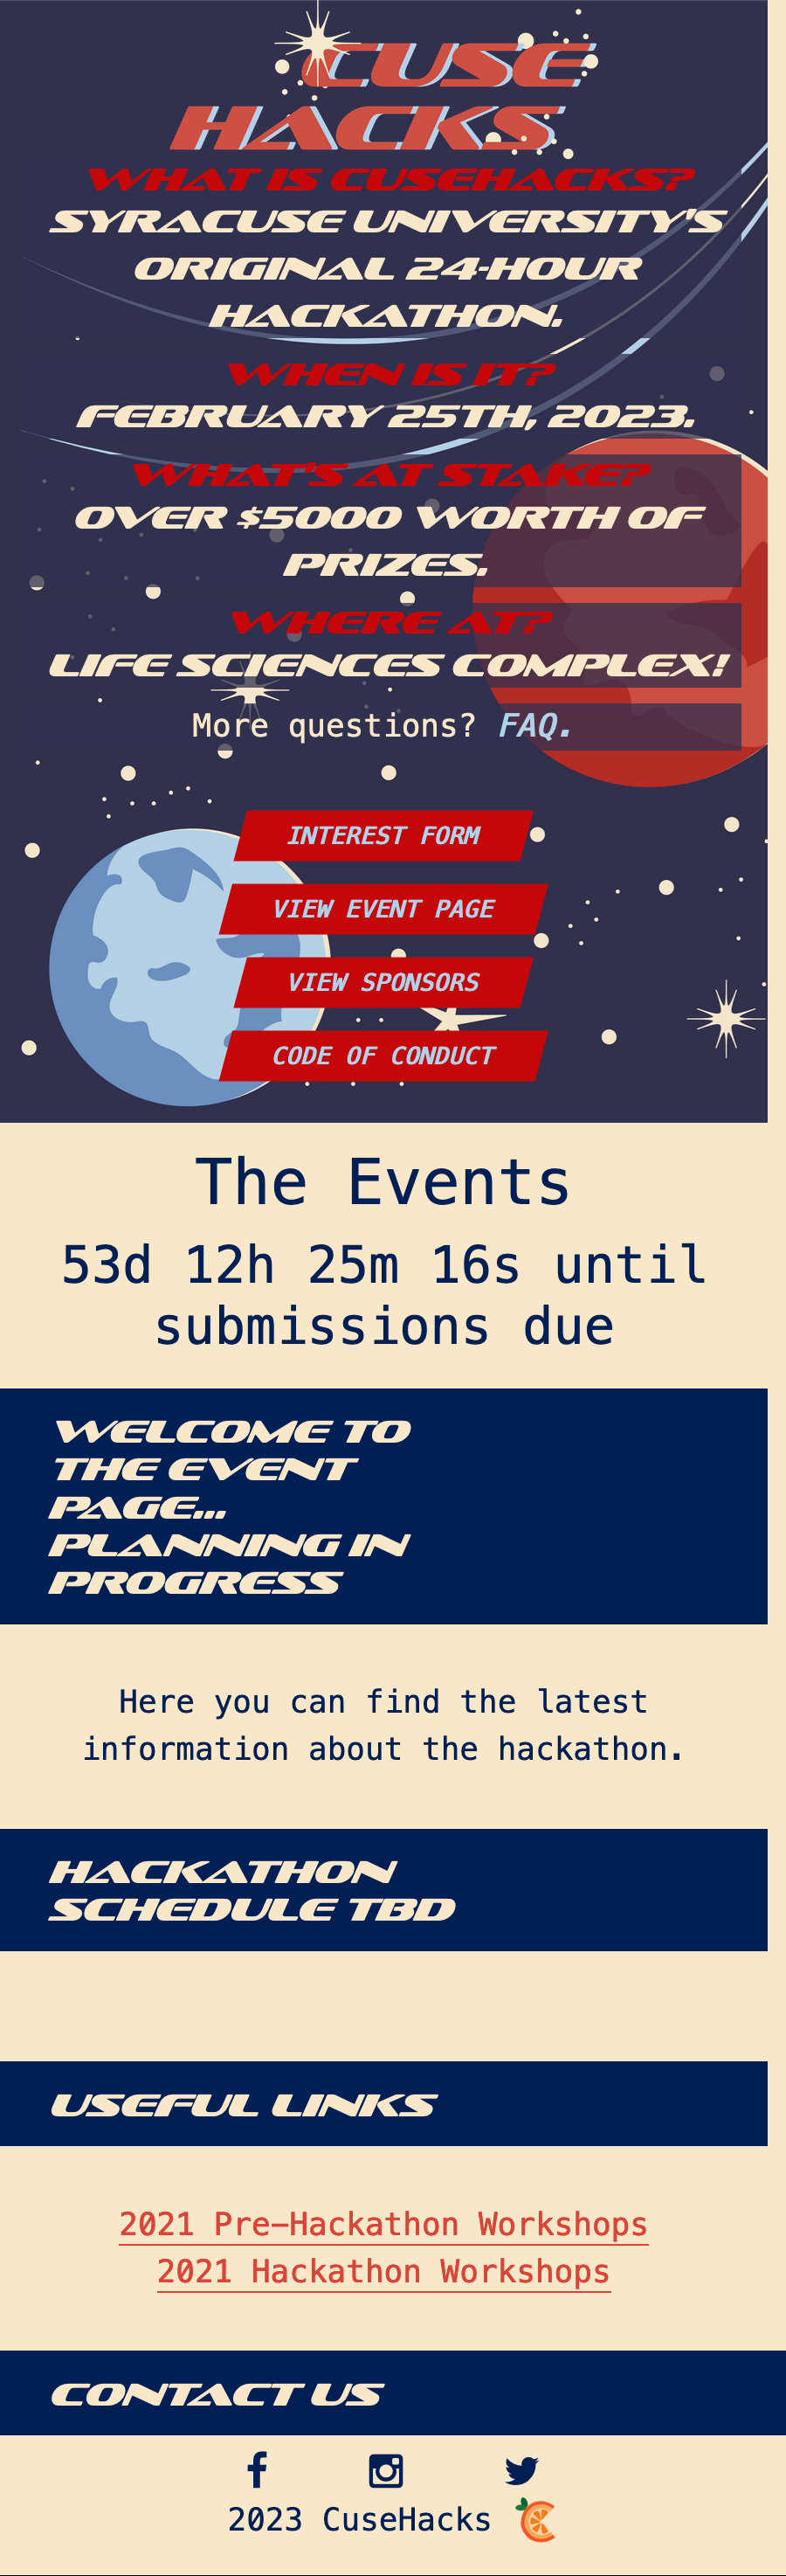 CUSE
HACKS
WHAT IS CUSEHACKS?
SYRACUSE UNIVERSITY'S
ORIGINAL 24-HOUR
HACKATHON.
WHEN IS IT?
FEBRUARY 25TH, 2023.
WHAT'S AT STAKE?
OVER $5000 WORTH OF
PRIZES.
WHERE AT?
LIFE SCIENCES COMPLEX!
More questions? FAQ.
INTEREST FORM
VIEW EVENT PAGE
VIEW SPONSORS
CODE OF CONDUCT
The Events
53d 12h 25m 16s until
submissions due
WELCOME TO
THE EVENT
PAGE...
PLANNING IN
PROGRESS
Here you can find the latest
information about the hackathon.
HACKATHON
SCHEDULE TBD
USEFUL LINKS
2021 Pre-Hackathon Workshops
2021 Hackathon Workshops
CONTACT US
2023 CuseHacks